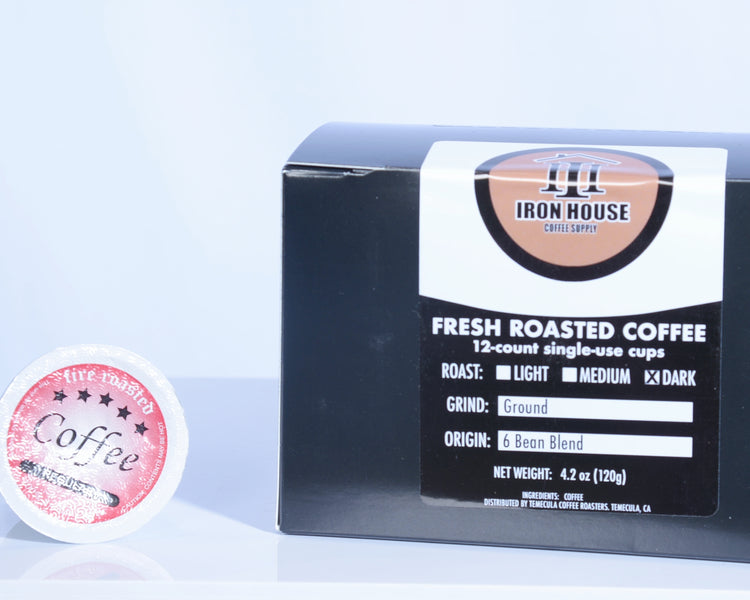 fire roasted
Coffee
IRON HOUSE
COFFEE SUPPLY
FRESH ROASTED COFFEE
12-count single-use cups
ROAST: LIGHT MEDIUM DARK
GRIND: Ground
ORIGIN: 6 Bean Blend
NET WEIGHT: 4.2 oz (120g)
INGREDIENTS: COFFEE
DISTRIBUTED BY TEMECULA COFFEE ROASTERS. TEMECULA, CA